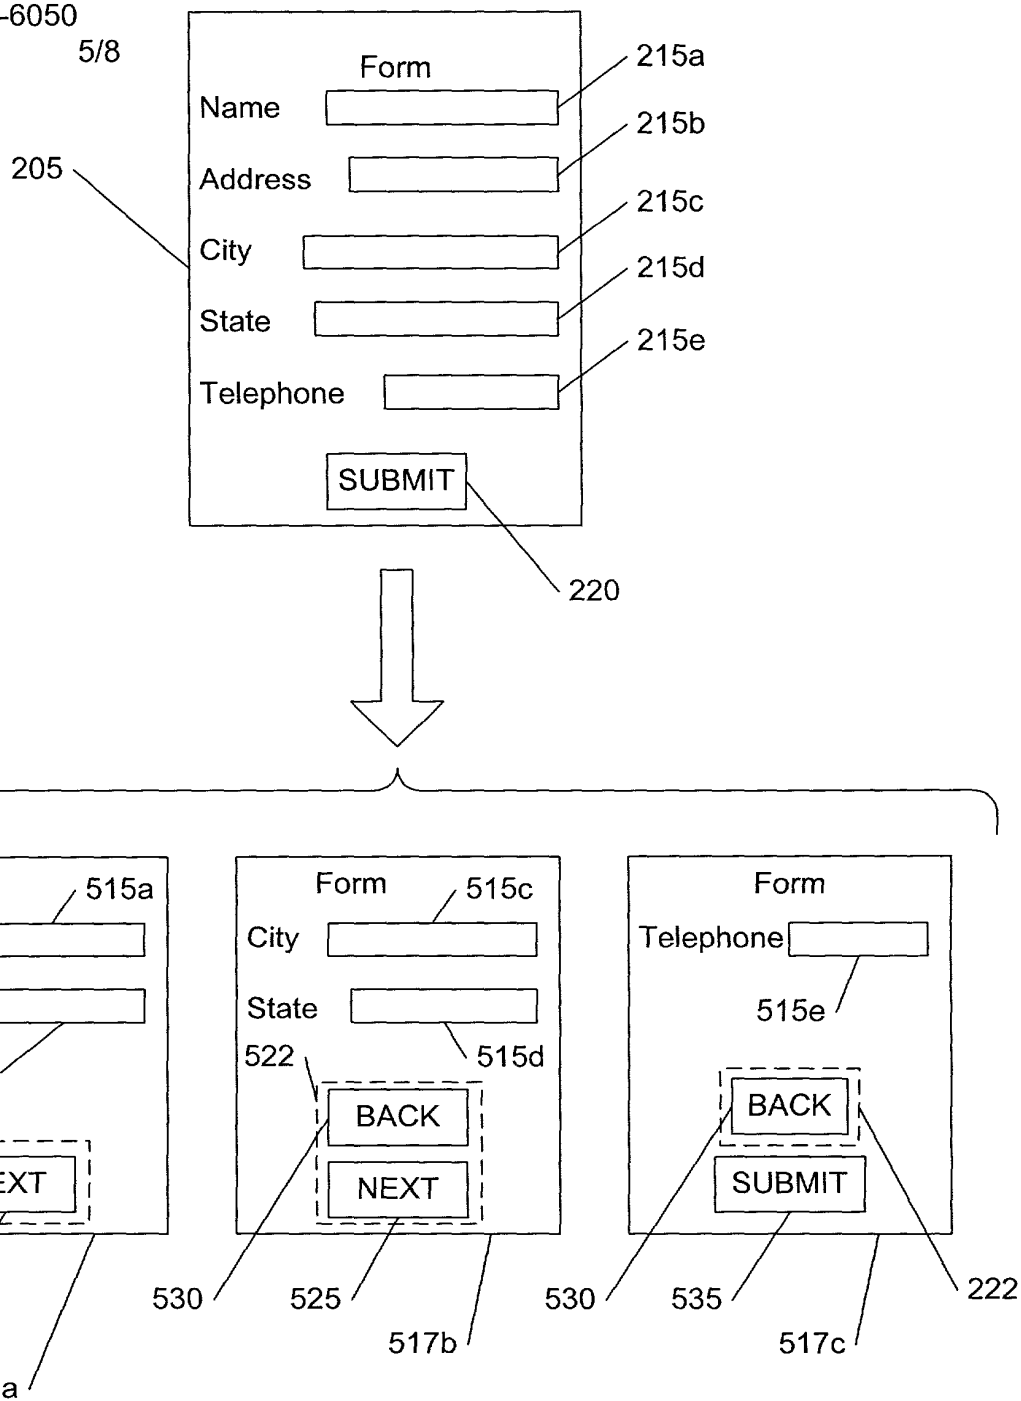 -6050
5/8
Form
215a
Name
215b
Address
205
215c
City
215d
State
215e
Telephone
SUBMIT
220
515a
Form
515c
City
State
515d
522
BACK
NEXT
530
525
517b
Form
Telephone
515e
BACK
SUBMIT
530
535
222
517c
EXT
a